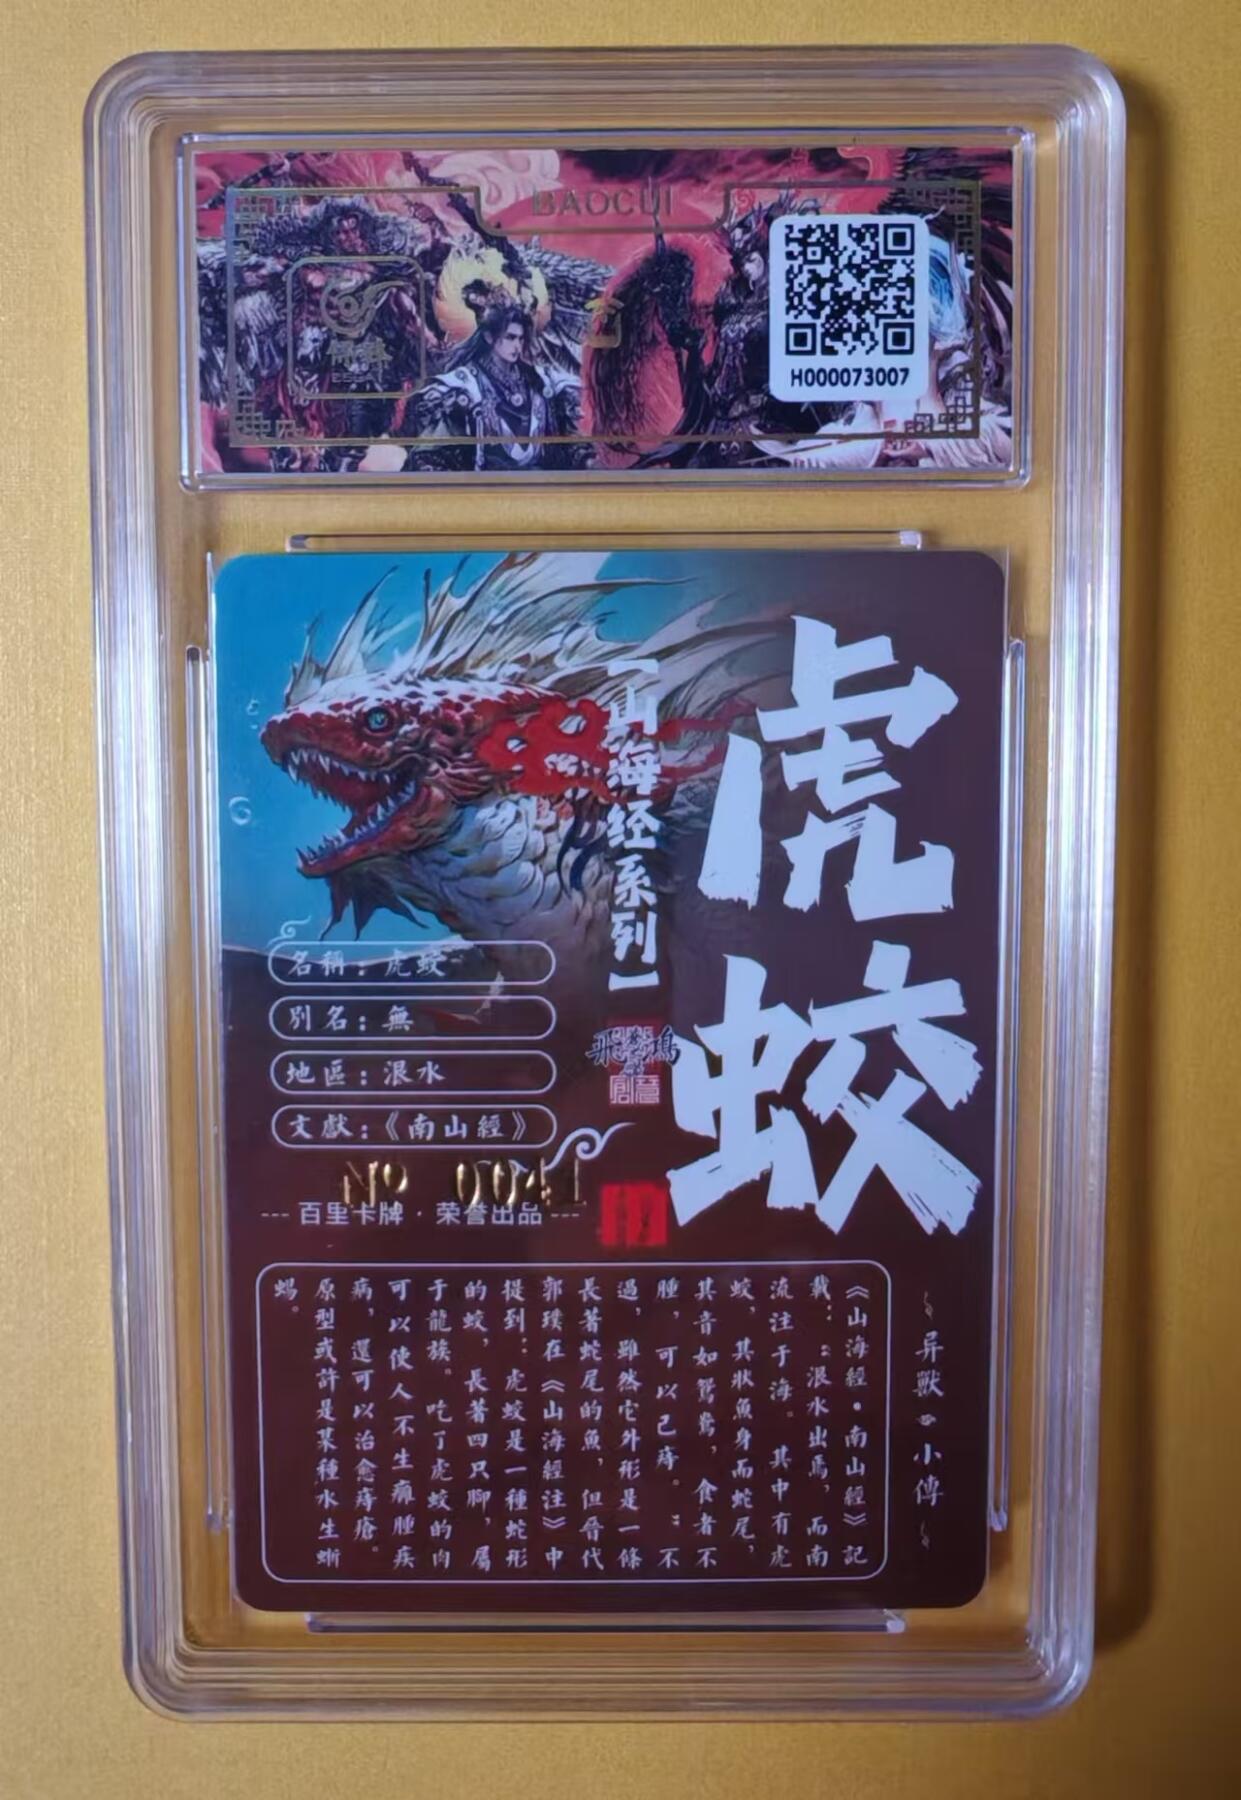 BAOCUI
H000073007
虎蛟
【山海经系列】
名稱：虎蛟
別名：無
地區：泿水
文獻：《南山經》
飛鴻
創意
Nº 0041
--- 百里卡牌 · 荣誉出品 ---
异獸 小傳
《山海經·南山經》記
載：：泿水出焉，而南
流注于海。其中有虎
蛟，其狀魚身而蛇尾，
其音如鴛鴦，食者不
腫，可以已痔。：不
過，雖然它外形是一條
長著蛇尾的魚，但晉代
郭璞在《山海經注》中
提到：虎蛟是一種蛇形
的蛟，長著四只腳，屬
于龍族。吃了虎蛟的肉
可以使人不生癰腫疾
病，還可以治愈痔瘡。
原型或許是某種水生蜥
蜴。